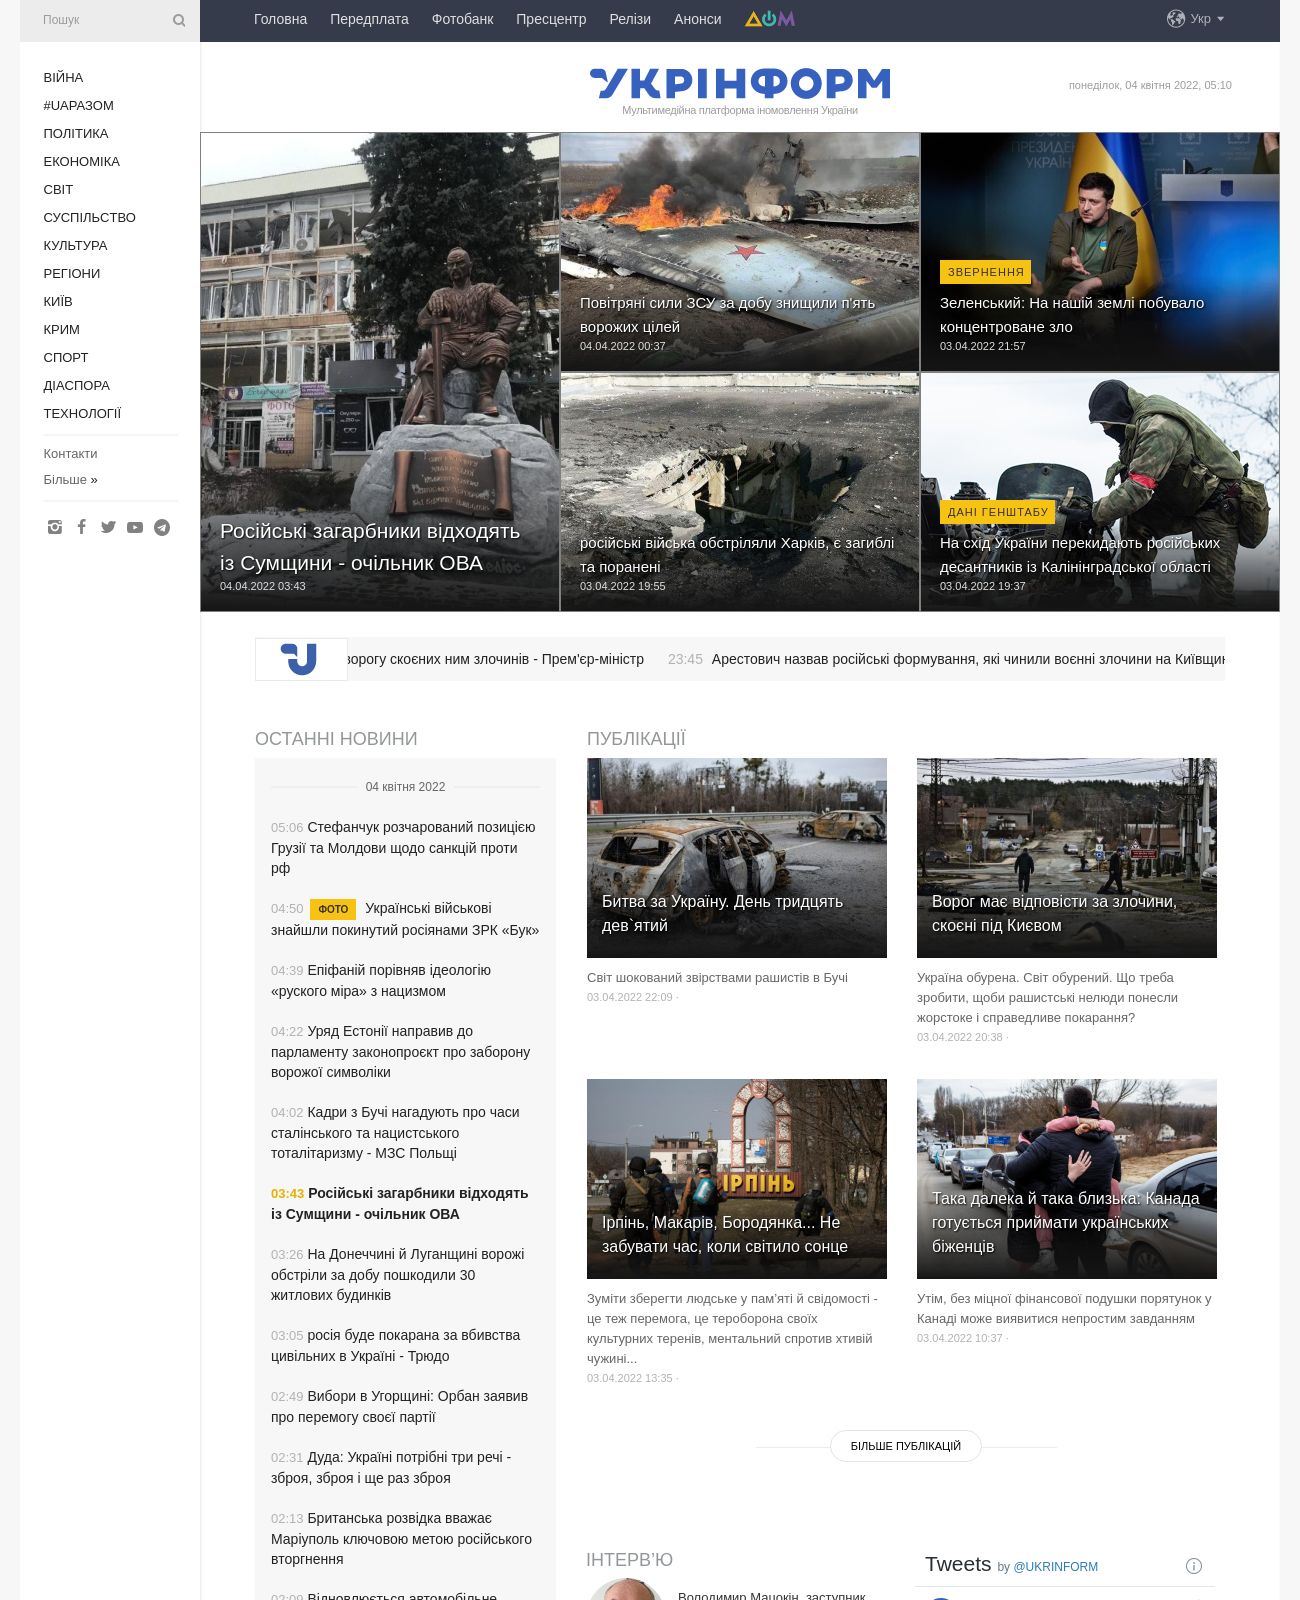 Пошук
Головна Передплата Фотобанк Пресцентр Релізи Анонси ДОМ
Укр
ВІЙНА
#UАРАЗОМ
ПОЛІТИКА
ЕКОНОМІКА
СВІТ
СУСПІЛЬСТВО
КУЛЬТУРА
РЕГІОНИ
КИЇВ
КРИМ
СПОРТ
ДІАСПОРА
ТЕХНОЛОГІЇ
Контакти
Більше »
УКРІНФОРМ
Мультимедійна платформа іномовлення України
понеділок, 04 квітня 2022, 05:10
ФОТО
Російські загарбники відходять
із Сумщини - очільник ОВА
04.04.2022 03:43
Повітряні сили ЗСУ за добу знищили п'ять
ворожих цілей
04.04.2022 00:37
ПРЕЗИДЕН
УКРАЇН
ЗВЕРНЕННЯ
Зеленський: На нашій землі побувало
концентроване зло
03.04.2022 21:57
російські війська обстріляли Харків, є загиблі
та поранені
03.04.2022 19:55
ДАНІ ГЕНШТАБУ
На схід України перекидають російських
десантників із Калінінградської області
03.04.2022 19:37
ворогу скоєних ним злочинів - Прем'єр-міністр 23:45 Арестович назвав російські формування, які чинили воєнні злочини на Київщин
ОСТАННІ НОВИНИ
04 квітня 2022
05:06 Стефанчук розчарований позицією
Грузії та Молдови щодо санкцій проти
рф
04:50 ФОТО Українські військові
знайшли покинутий росіянами ЗРК «Бук»
04:39 Епіфаній порівняв ідеологію
«руского міра» з нацизмом
04:22 Уряд Естонії направив до
парламенту законопроєкт про заборону
ворожої символіки
04:02 Кадри з Бучі нагадують про часи
сталінського та нацистського
тоталітаризму - МЗС Польщі
03:43 Російські загарбники відходять
із Сумщини - очільник ОВА
03:26 На Донеччині й Луганщині ворожі
обстріли за добу пошкодили 30
житлових будинків
03:05 росія буде покарана за вбивства
цивільних в Україні - Трюдо
02:49 Вибори в Угорщині: Орбан заявив
про перемогу своєї партії
02:31 Дуда: Україні потрібні три речі -
зброя, зброя і ще раз зброя
02:13 Британська розвідка вважає
Маріуполь ключовою метою російського
вторгнення
02:09 Відновлюється автомобільне
ПУБЛІКАЦІЇ
Битва за Україну. День тридцять
дев`ятий
Світ шокований звірствами рашистів в Бучі
03.04.2022 22:09 ·
Ворог має відповісти за злочини,
скоєні під Києвом
Україна обурена. Світ обурений. Що треба
зробити, щоби рашистські нелюди понесли
жорстоке і справедливе покарання?
03.04.2022 20:38 ·
ІРПІНЬ
Ірпінь, Макарів, Бородянка... Не
забувати час, коли світило сонце
Зуміти зберегти людське у пам'яті й свідомості -
це теж перемога, це тероборона своїх
культурних теренів, ментальний спротив хтивій
чужині...
03.04.2022 13:35 ·
Така далека й така близька: Канада
готується приймати українських
біженців
Утім, без міцної фінансової подушки порятунок у
Канаді може виявитися непростим завданням
03.04.2022 10:37 ·
БІЛЬШЕ ПУБЛІКАЦІЙ
ІНТЕРВ'Ю
Володимир Мацокін, заступник
Tweets by @UKRINFORM